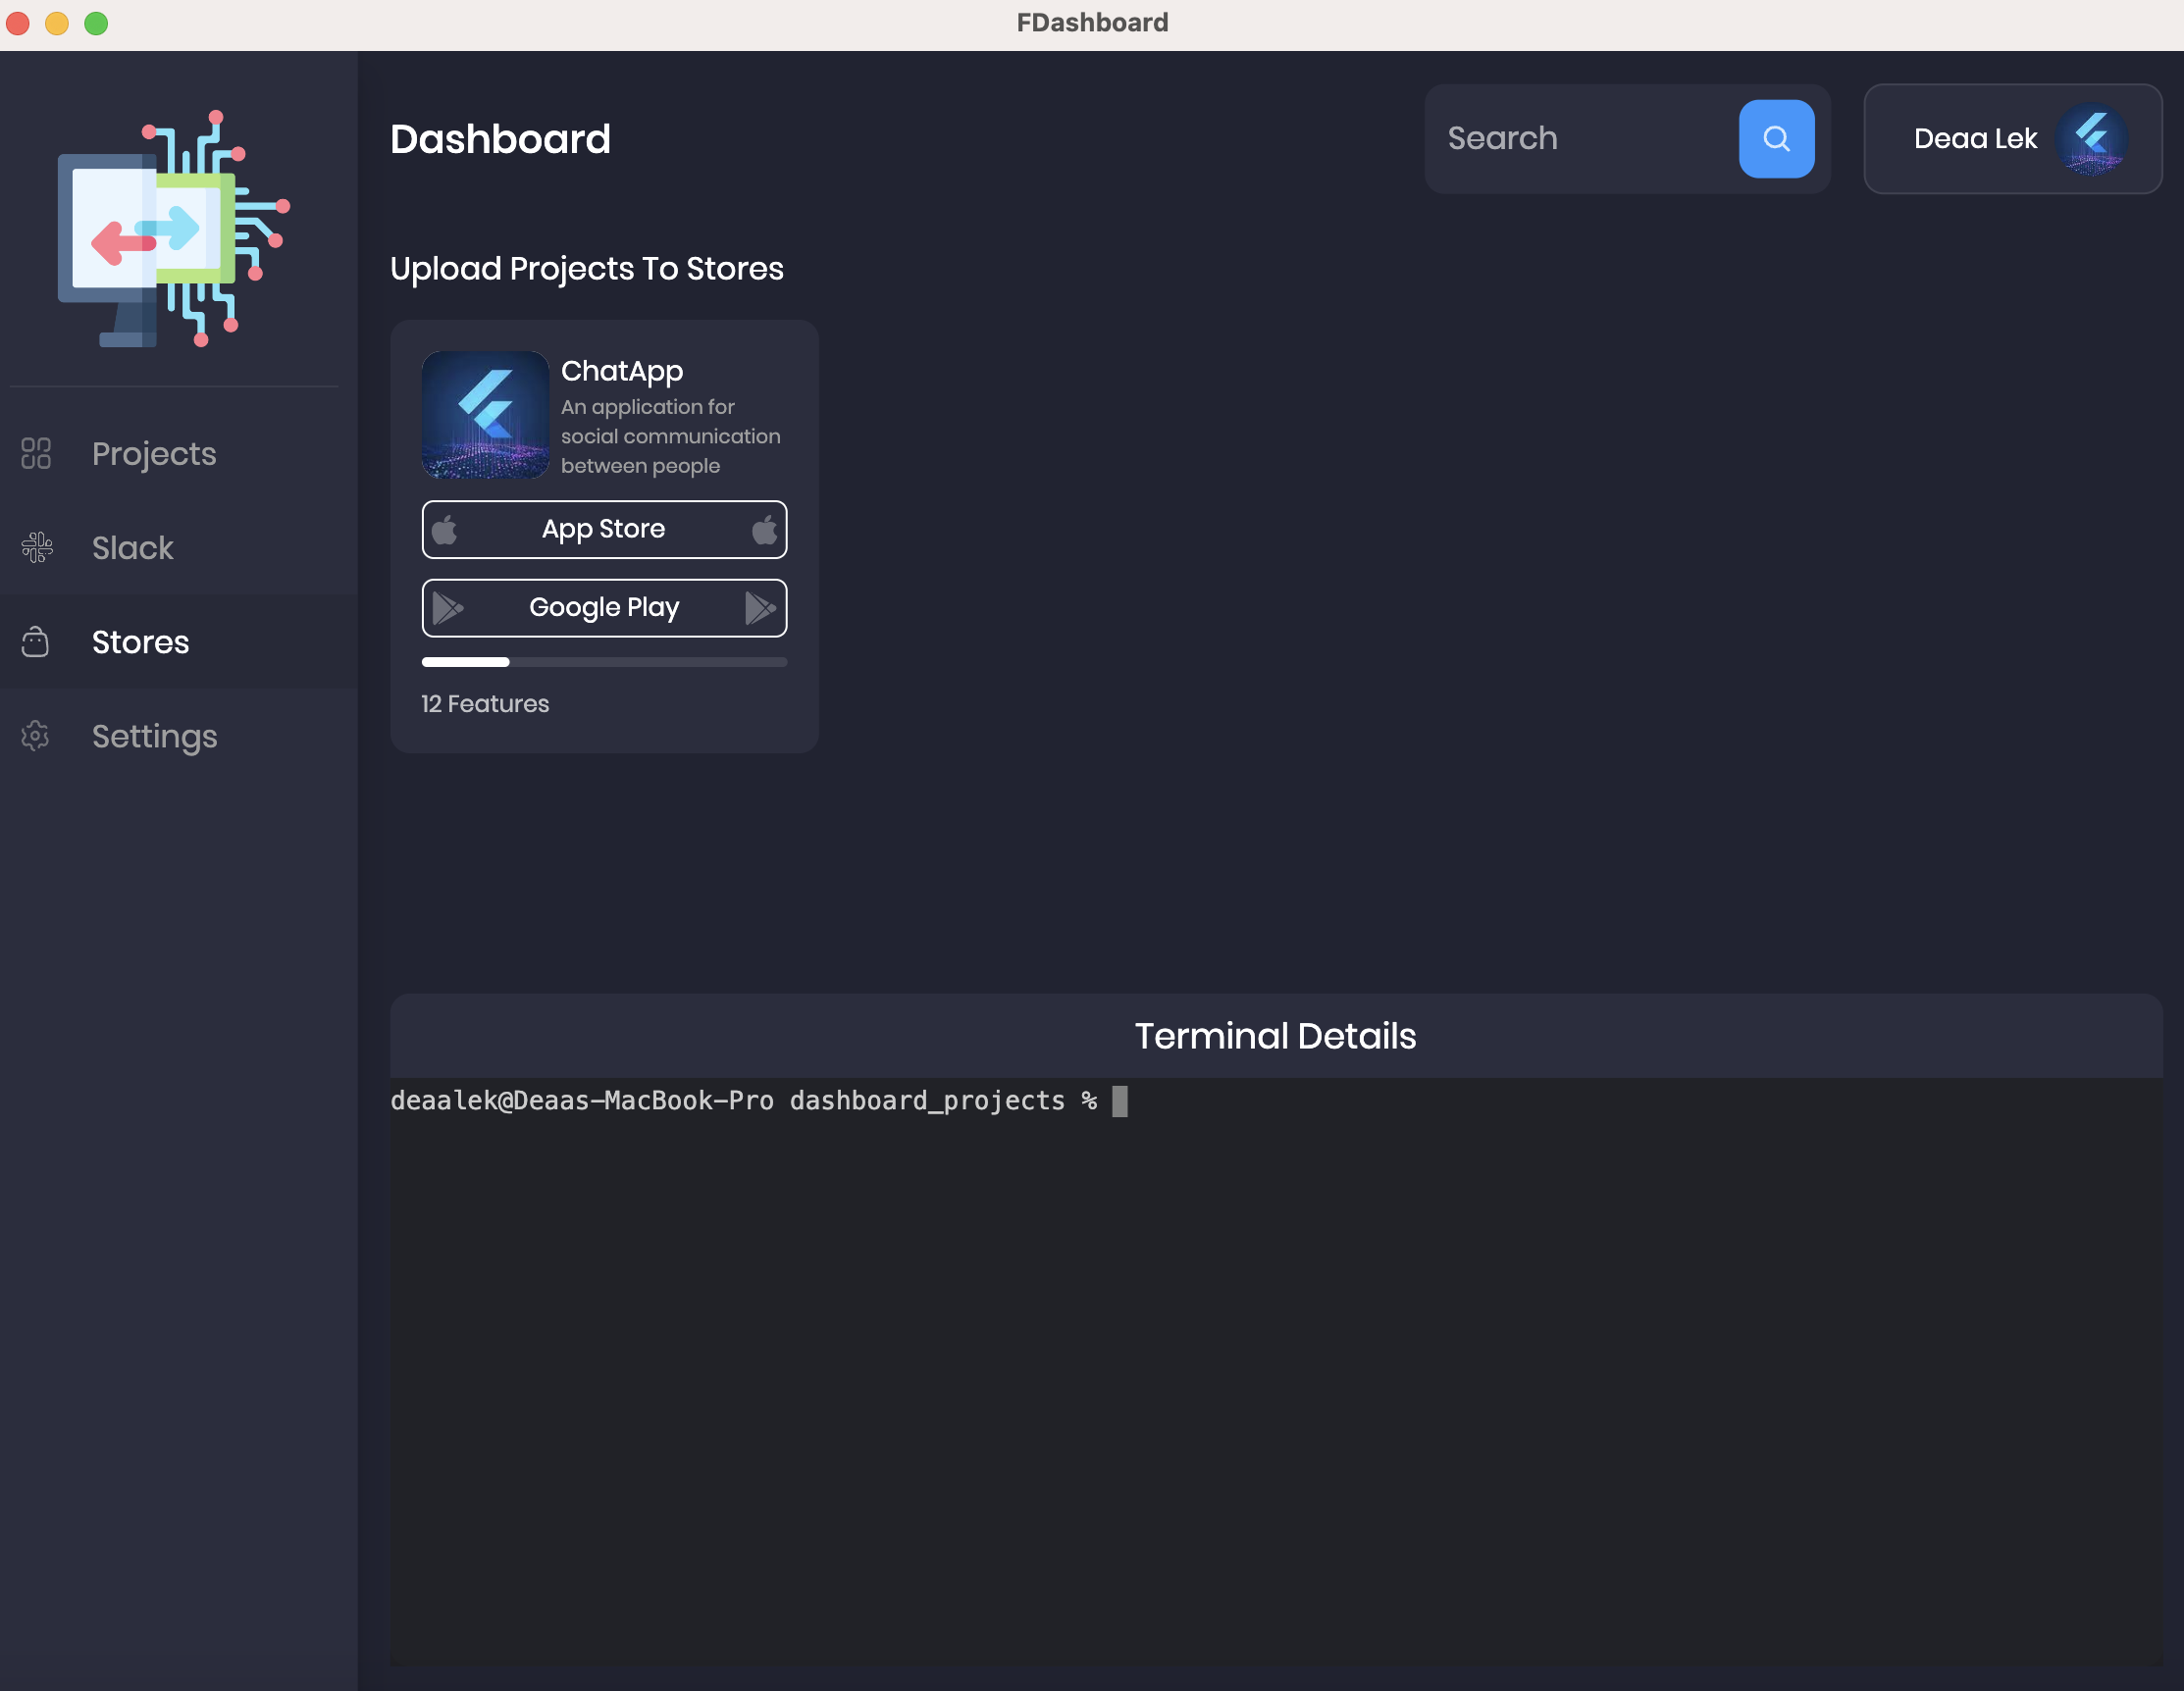 FDashboard
Dashboard
Search
Deaa Lek
Projects
Slack
Stores
Settings
Upload Projects To Stores
ChatApp
An application for
social communication
between people
App Store
Google Play
12 Features
Terminal Details
deaalek@Deaas-MacBook-Pro dashboard_projects %